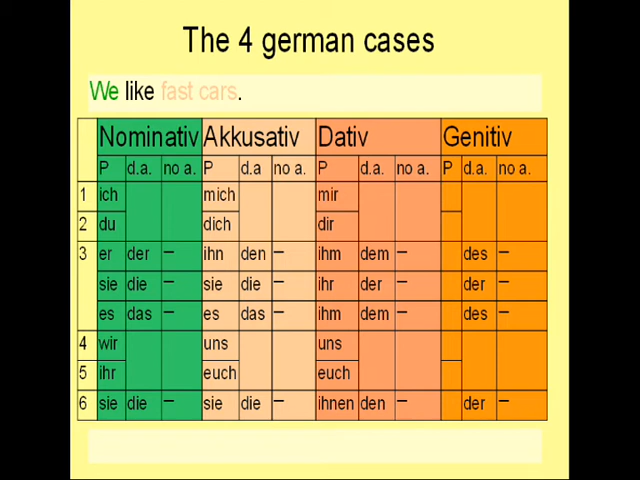 The 4 german cases
We like fast cars.
Nominativ Akkusativ Dativ Genitiv
P d.a. no a. P d.a no a. P d.a. no a. P d.a. no a.
1 ich mich mir
2 du dich dir
3 er der – ihn den – ihm dem – des –
sie die – sie die – ihr der – der –
es das – es das – ihm dem – des –
4 wir uns uns
5 ihr euch euch
6 sie die – sie die – ihnen den – der –